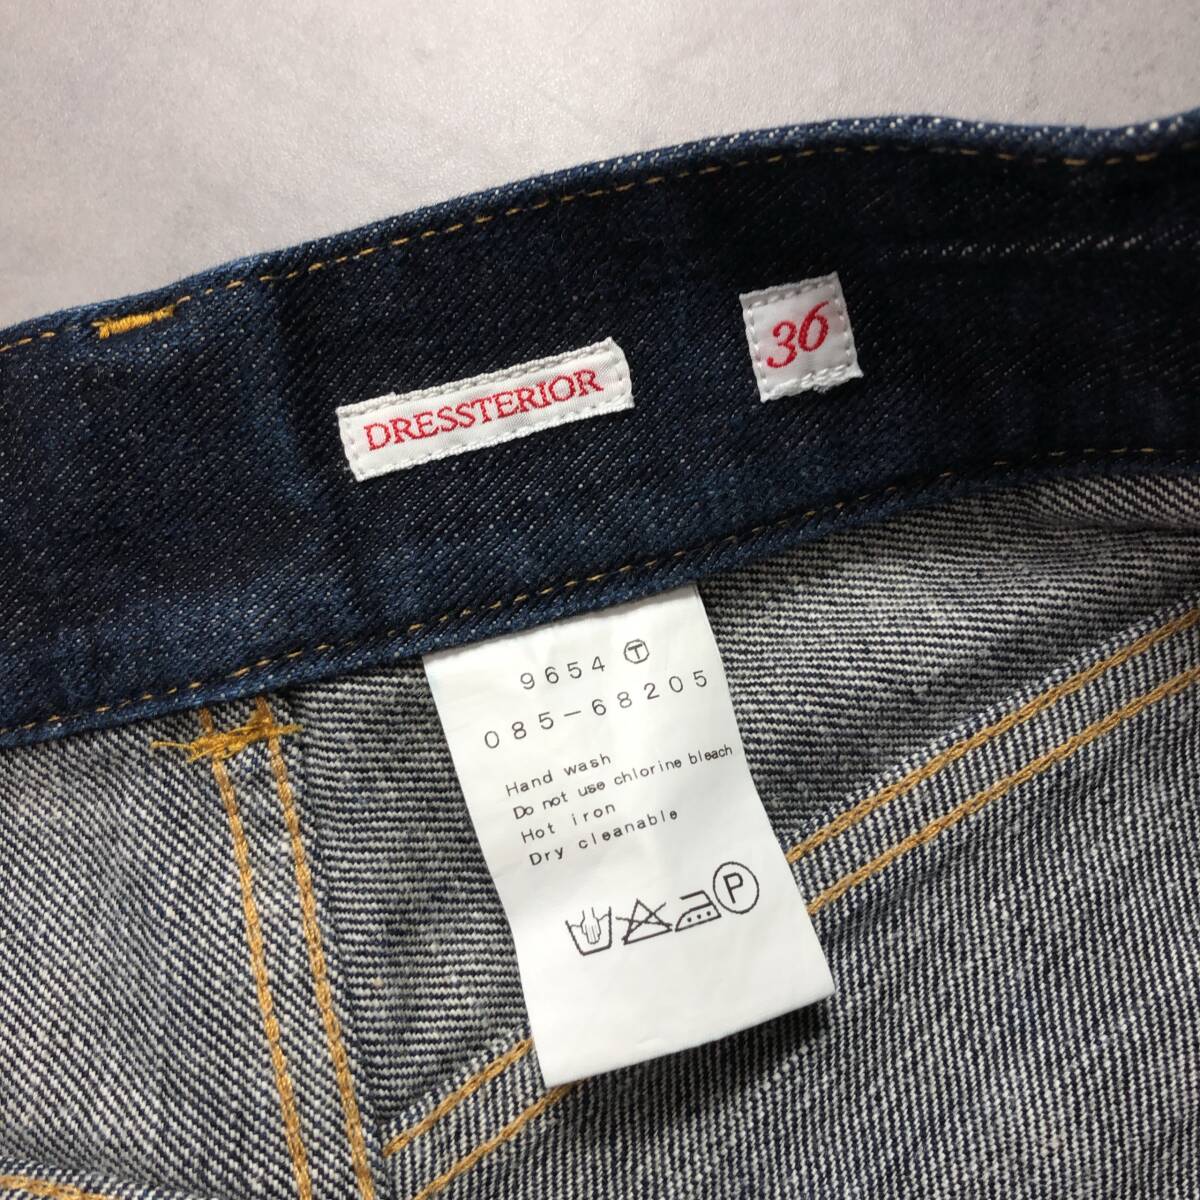 DRESSTERIOR
36
9654 Ⓣ
085-68205
Hand wash
Do not use chlorine bleach
Hot iron
Dry cleanable
P